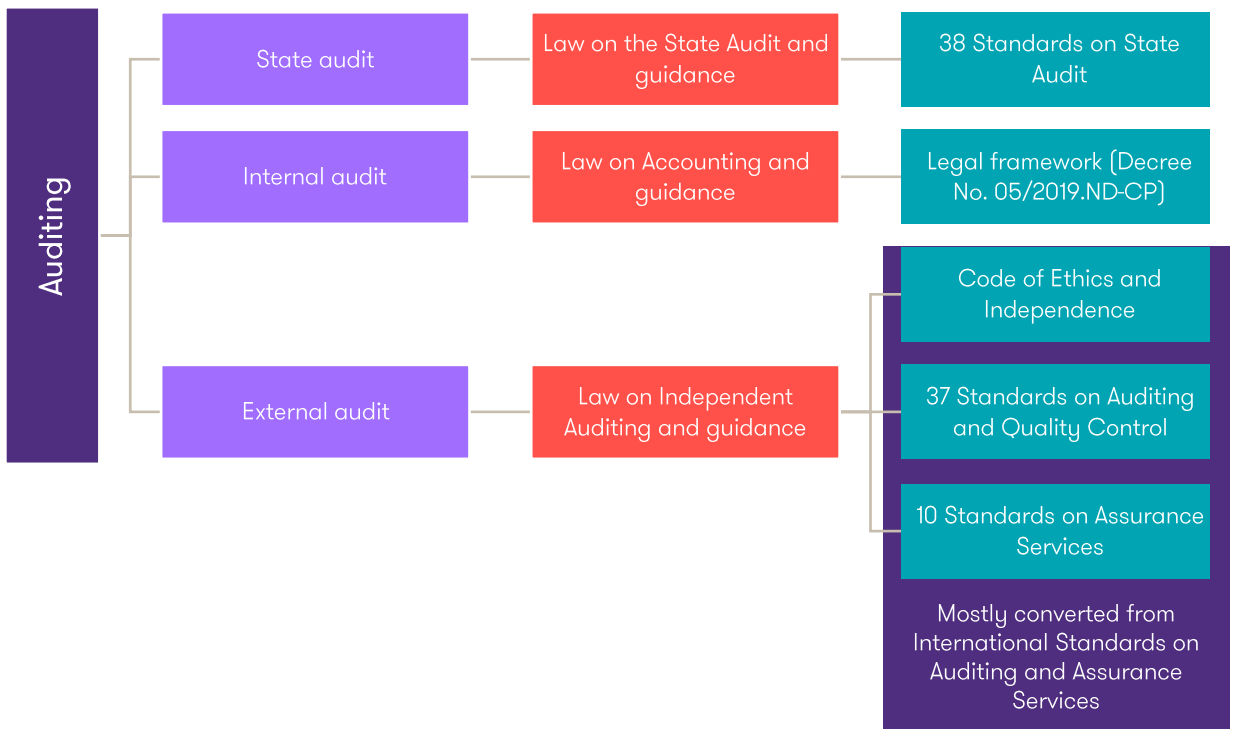 Auditing
State audit
Law on the State Audit and
guidance
38 Standards on State
Audit
Internal audit
Law on Accounting and
guidance
Legal framework (Decree
No. 05/2019.ND-CP)
External audit
Law on Independent
Auditing and guidance
Code of Ethics and
Independence
37 Standards on Auditing
and Quality Control
10 Standards on Assurance
Services
Mostly converted from
International Standards on
Auditing and Assurance
Services